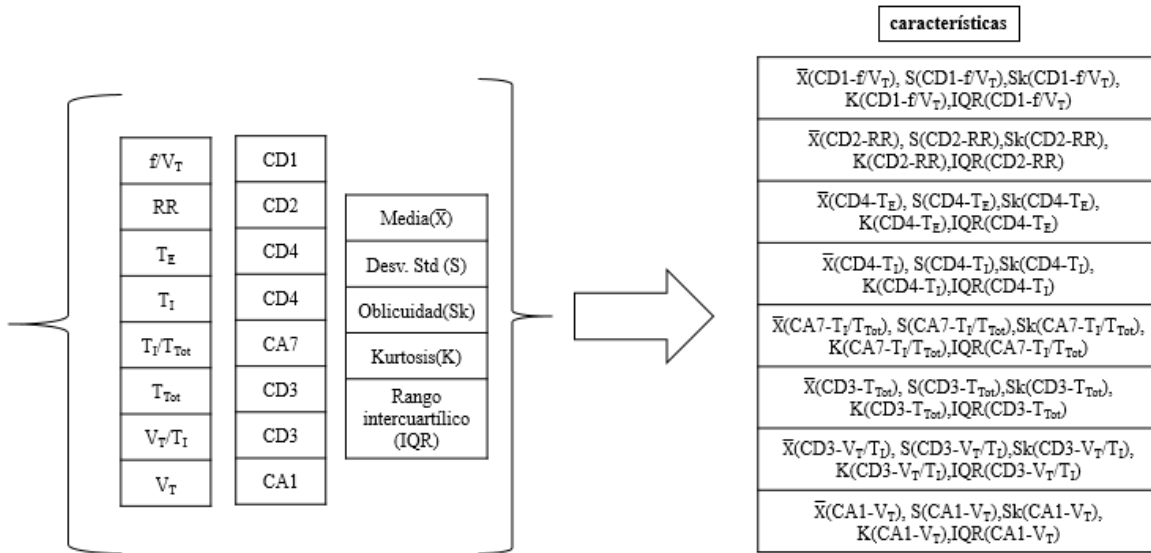 características
f/VT
RR
TE
TI
TI/TTot
TTot
VT/TI
VT
CD1
CD2
CD4
CD4
CA7
CD3
CD3
CA1
Media(X̅)
Desv. Std (S)
Oblicuidad(Sk)
Kurtosis(K)
Rango
intercuartílico
(IQR)
X̅(CD1-f/VT), S(CD1-f/VT),Sk(CD1-f/VT),
K(CD1-f/VT),IQR(CD1-f/VT)
X̅(CD2-RR), S(CD2-RR),Sk(CD2-RR),
K(CD2-RR),IQR(CD2-RR)
X̅(CD4-TE), S(CD4-TE),Sk(CD4-TE),
K(CD4-TE),IQR(CD4-TE)
X̅(CD4-TI), S(CD4-TI),Sk(CD4-TI),
K(CD4-TI),IQR(CD4-TI)
X̅(CA7-TI/TTot), S(CA7-TI/TTot),Sk(CA7-TI/TTot),
K(CA7-TI/TTot),IQR(CA7-TI/TTot)
X̅(CD3-TTot), S(CD3-TTot),Sk(CD3-TTot),
K(CD3-TTot),IQR(CD3-TTot)
X̅(CD3-VT/TI), S(CD3-VT/TI),Sk(CD3-VT/TI),
K(CD3-VT/TI),IQR(CD3-VT/TI)
X̅(CA1-VT), S(CA1-VT),Sk(CA1-VT),
K(CA1-VT),IQR(CA1-VT)